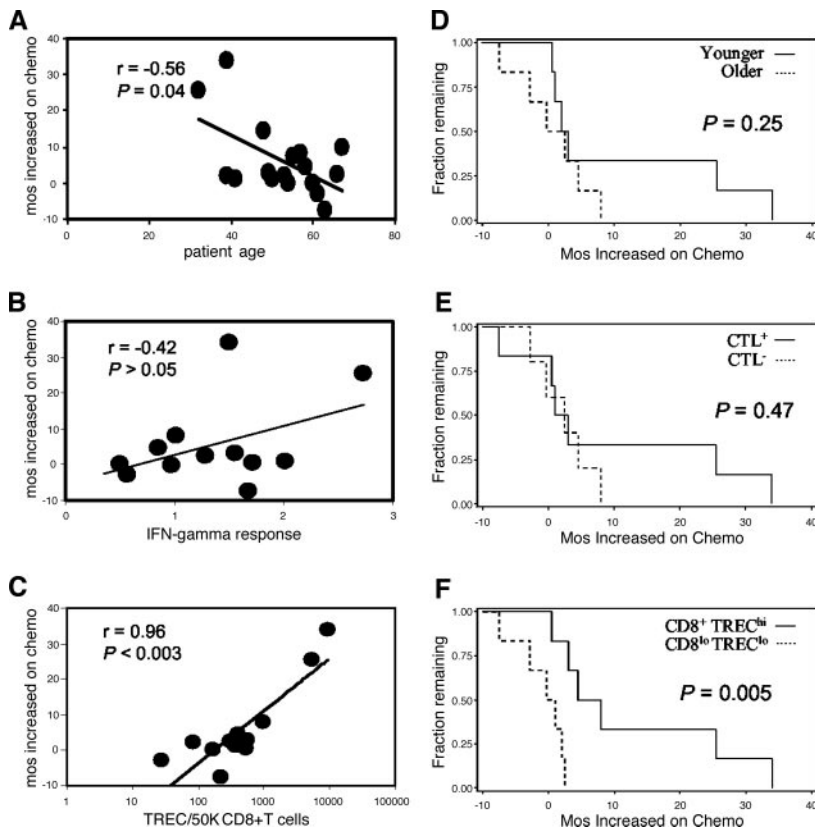 A
r = -0.56
P = 0.04
mos increased on chemo
40
30
20
10
0
-10
0 20 40 60 80
patient age
B
r = -0.42
P > 0.05
mos increased on chemo
40
30
20
10
0
-10
0 1 2 3
IFN-gamma response
C
r = 0.96
P < 0.003
mos increased on chemo
40
30
20
10
0
-10
1 10 100 1000 10000 100000
TREC/50K CD8+T cells
D
Younger
Older
P = 0.25
Fraction remaining
1.00
0.75
0.50
0.25
0.00
-10 0 10 20 30 40
Mos Increased on Chemo
E
CTL+
CTL-
P = 0.47
Fraction remaining
1.00
0.75
0.50
0.25
0.00
-10 0 10 20 30 40
Mos Increased on Chemo
F
CD8+ TREChi
CD8lo TREClo
P = 0.005
Fraction remaining
1.00
0.75
0.50
0.25
0.00
-10 0 10 20 30 40
Mos Increased on Chemo